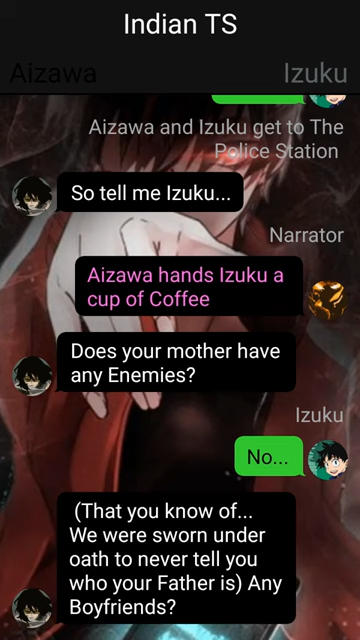 Indian TS
Aizawa
Izuku
Aizawa and Izuku get to The
Police Station
So tell me Izuku...
Narrator
Aizawa hands Izuku a
cup of Coffee
Does your mother have
any Enemies?
Izuku
No...
(That you know of...
We were sworn under
oath to never tell you
who your Father is) Any
Boyfriends?